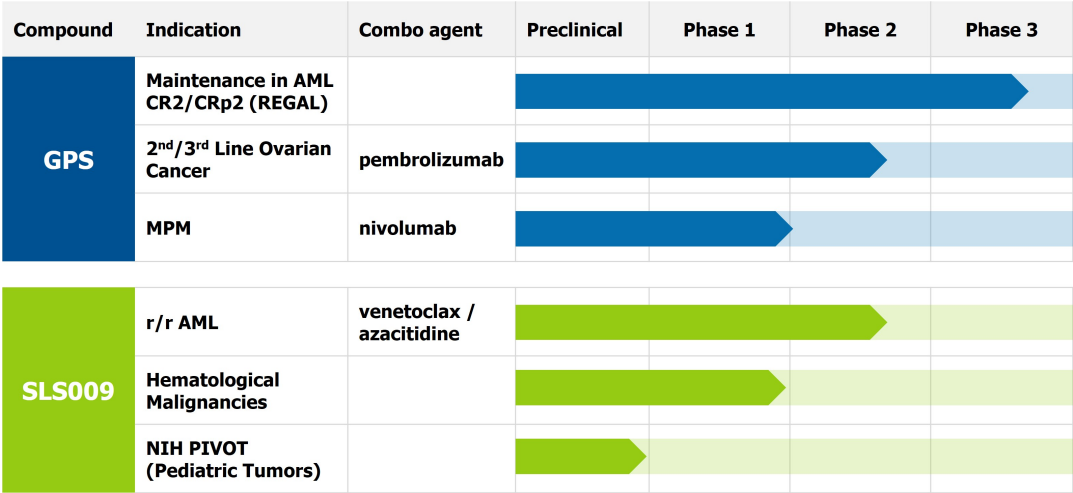 Compound Indication Combo agent Preclinical Phase 1 Phase 2 Phase 3
GPS
Maintenance in AML
CR2/CRp2 (REGAL)
2nd/3rd Line Ovarian
Cancer
pembrolizumab
MPM
nivolumab
SLS009
r/r AML
venetoclax /
azacitidine
Hematological
Malignancies
NIH PIVOT
(Pediatric Tumors)